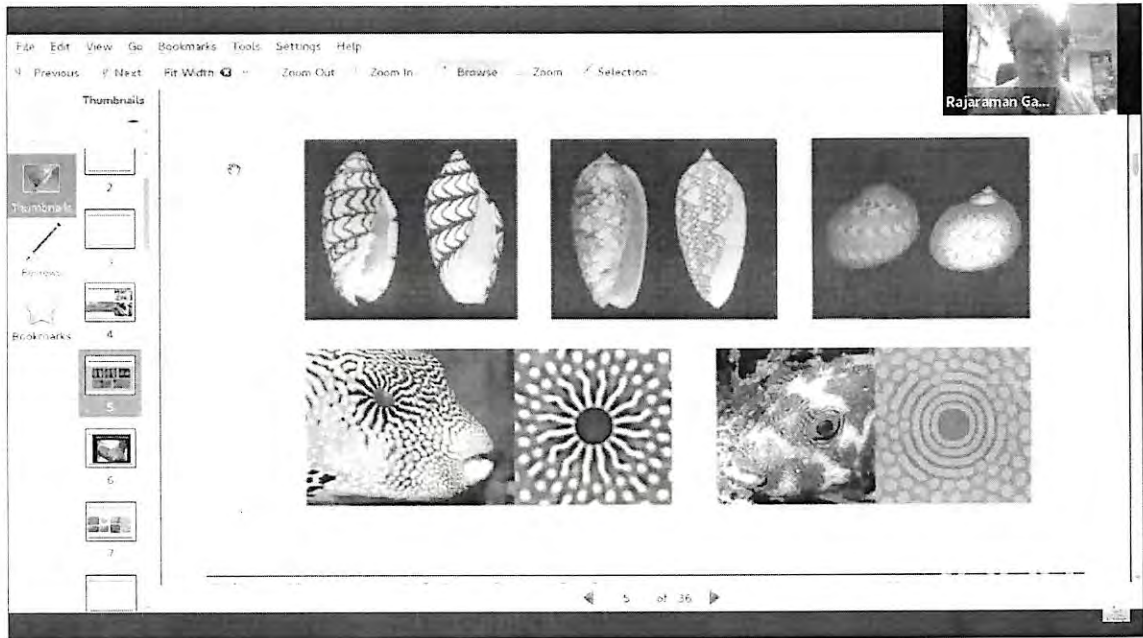 File Edit View Go Bookmarks Tools Settings Help
Previous Next Fit Width Zoom Out Zoom In Browse Zoom Selection
Rajaraman Ga...
Thumbnails
2
3
4
5
6
7
Thumbnails
Reviews
Bookmarks
5 of 36